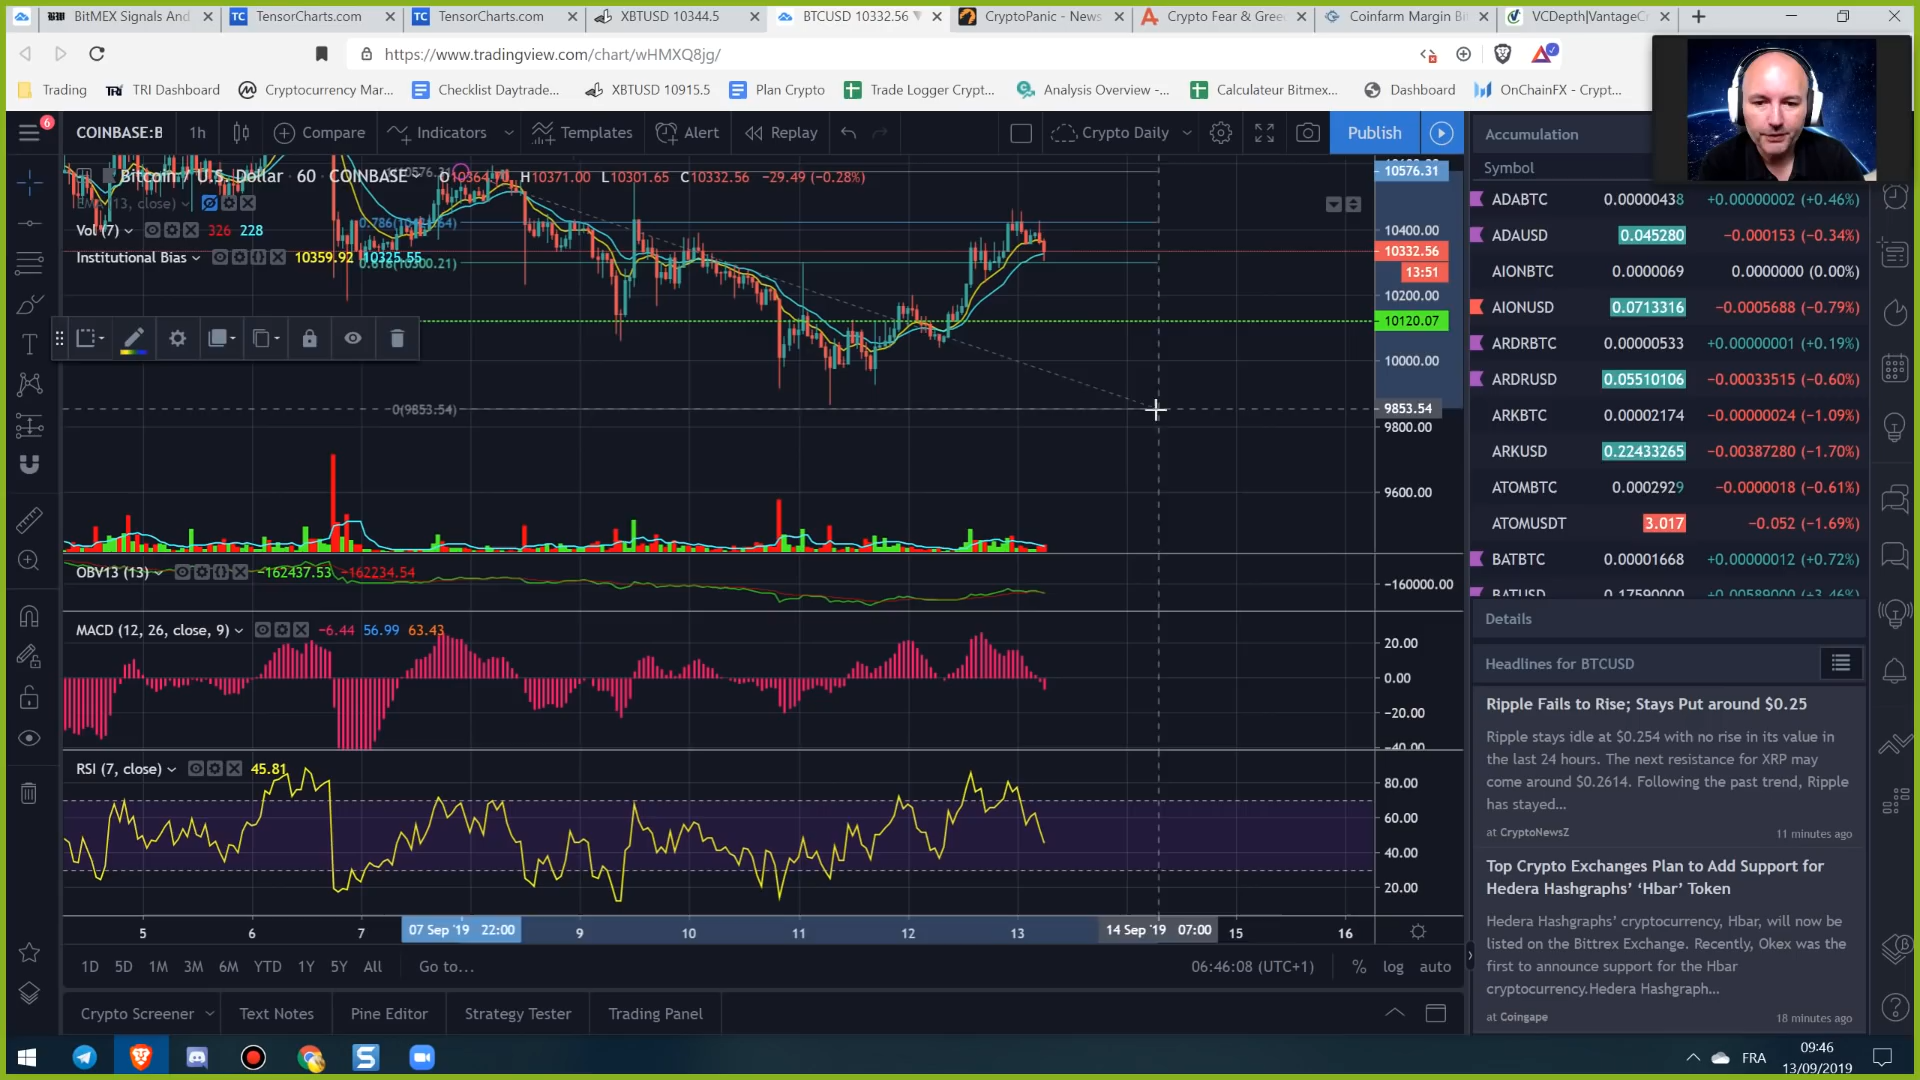 BitMEX Signals And
TensorCharts.com
TensorCharts.com
XBTUSD 10344.5
BTCUSD 10332.56
CryptoPanic - News
Crypto Fear & Gree
Coinfarm Margin Bi
VCDepth|VantageCr
https://www.tradingview.com/chart/wHMXQ8jg/
Trading
TRI Dashboard
Cryptocurrency Mar...
Checklist Daytrade...
XBTUSD 10915.5
Plan Crypto
Trade Logger Crypt...
Analysis Overview -...
Calculateur Bitmex...
Dashboard
OnChainFX - Crypt...
6
COINBASE:B
1h
Compare
Indicators
Templates
Alert
Replay
Crypto Daily
Publish
Bitcoin / U.S. Dollar 60 COINBASE
H10371.00 L10301.65 C10332.56 −29.49 (−0.28%)
EMA (13, close)
Vol (7) 326 228
Institutional Bias 10359.92 10325.55
0.618(10300.21)
0(9853.54)
10576.31
10400.00
10332.56
13:51
10200.00
10120.07
10000.00
9853.54
9800.00
9600.00
OBV13 (13) −162437.53 −162234.54
−160000.00
MACD (12, 26, close, 9) −6.44 56.99 63.43
20.00
0.00
−20.00
−40.00
RSI (7, close) 45.81
80.00
60.00
40.00
20.00
5 6 7 07 Sep '19 22:00 9 10 11 12 13 14 Sep '19 07:00 15 16
1D 5D 1M 3M 6M YTD 1Y 5Y All Go to... 06:46:08 (UTC+1) % log auto
Crypto Screener
Text Notes
Pine Editor
Strategy Tester
Trading Panel
Accumulation
Symbol
ADABTC 0.00000438 +0.00000002 (+0.46%)
ADAUSD 0.045280 −0.000153 (−0.34%)
AIONBTC 0.0000069 0.0000000 (0.00%)
AIONUSD 0.0713316 −0.0005688 (−0.79%)
ARDRBTC 0.00000533 +0.00000001 (+0.19%)
ARDRUSD 0.05510106 −0.00033515 (−0.60%)
ARKBTC 0.00002174 −0.00000024 (−1.09%)
ARKUSD 0.22433265 −0.00387280 (−1.70%)
ATOMBTC 0.0002929 −0.0000018 (−0.61%)
ATOMUSDT 3.017 −0.052 (−1.69%)
BATBTC 0.00001668 +0.00000012 (+0.72%)
BATUSD 0.17590000 +0.00589000 (+3.46%)
Details
Headlines for BTCUSD
Ripple Fails to Rise; Stays Put around $0.25
Ripple stays idle at $0.254 with no rise in its value in
the last 24 hours. The next resistance for XRP may
come around $0.2614. Following the past trend, Ripple
has stayed...
at CryptoNewsZ 11 minutes ago
Top Crypto Exchanges Plan to Add Support for
Hedera Hashgraphs’ ‘Hbar’ Token
Hedera Hashgraphs’ cryptocurrency, Hbar, will now be
listed on the Bittrex Exchange. Recently, Okex was the
first to announce support for the Hbar
cryptocurrency.Hedera Hashgraph...
at Coingape 18 minutes ago
FRA
09:46
13/09/2019